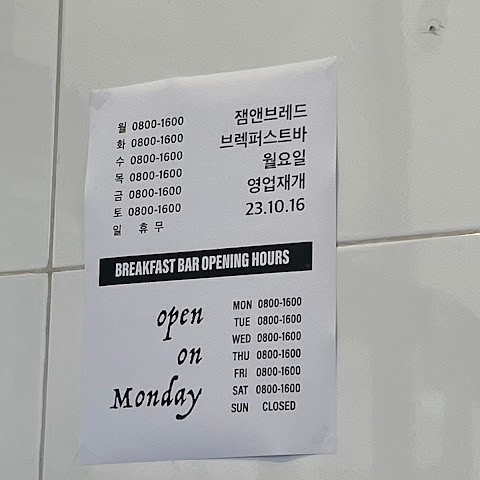 월 0800-1600
화 0800-1600
수 0800-1600
목 0800-1600
금 0800-1600
토 0800-1600
일 휴무
잼앤브레드
브렉퍼스트바
월요일
영업재개
23.10.16
BREAKFAST BAR OPENING HOURS
open
on
Monday
MON 0800-1600
TUE 0800-1600
WED 0800-1600
THU 0800-1600
FRI 0800-1600
SAT 0800-1600
SUN CLOSED